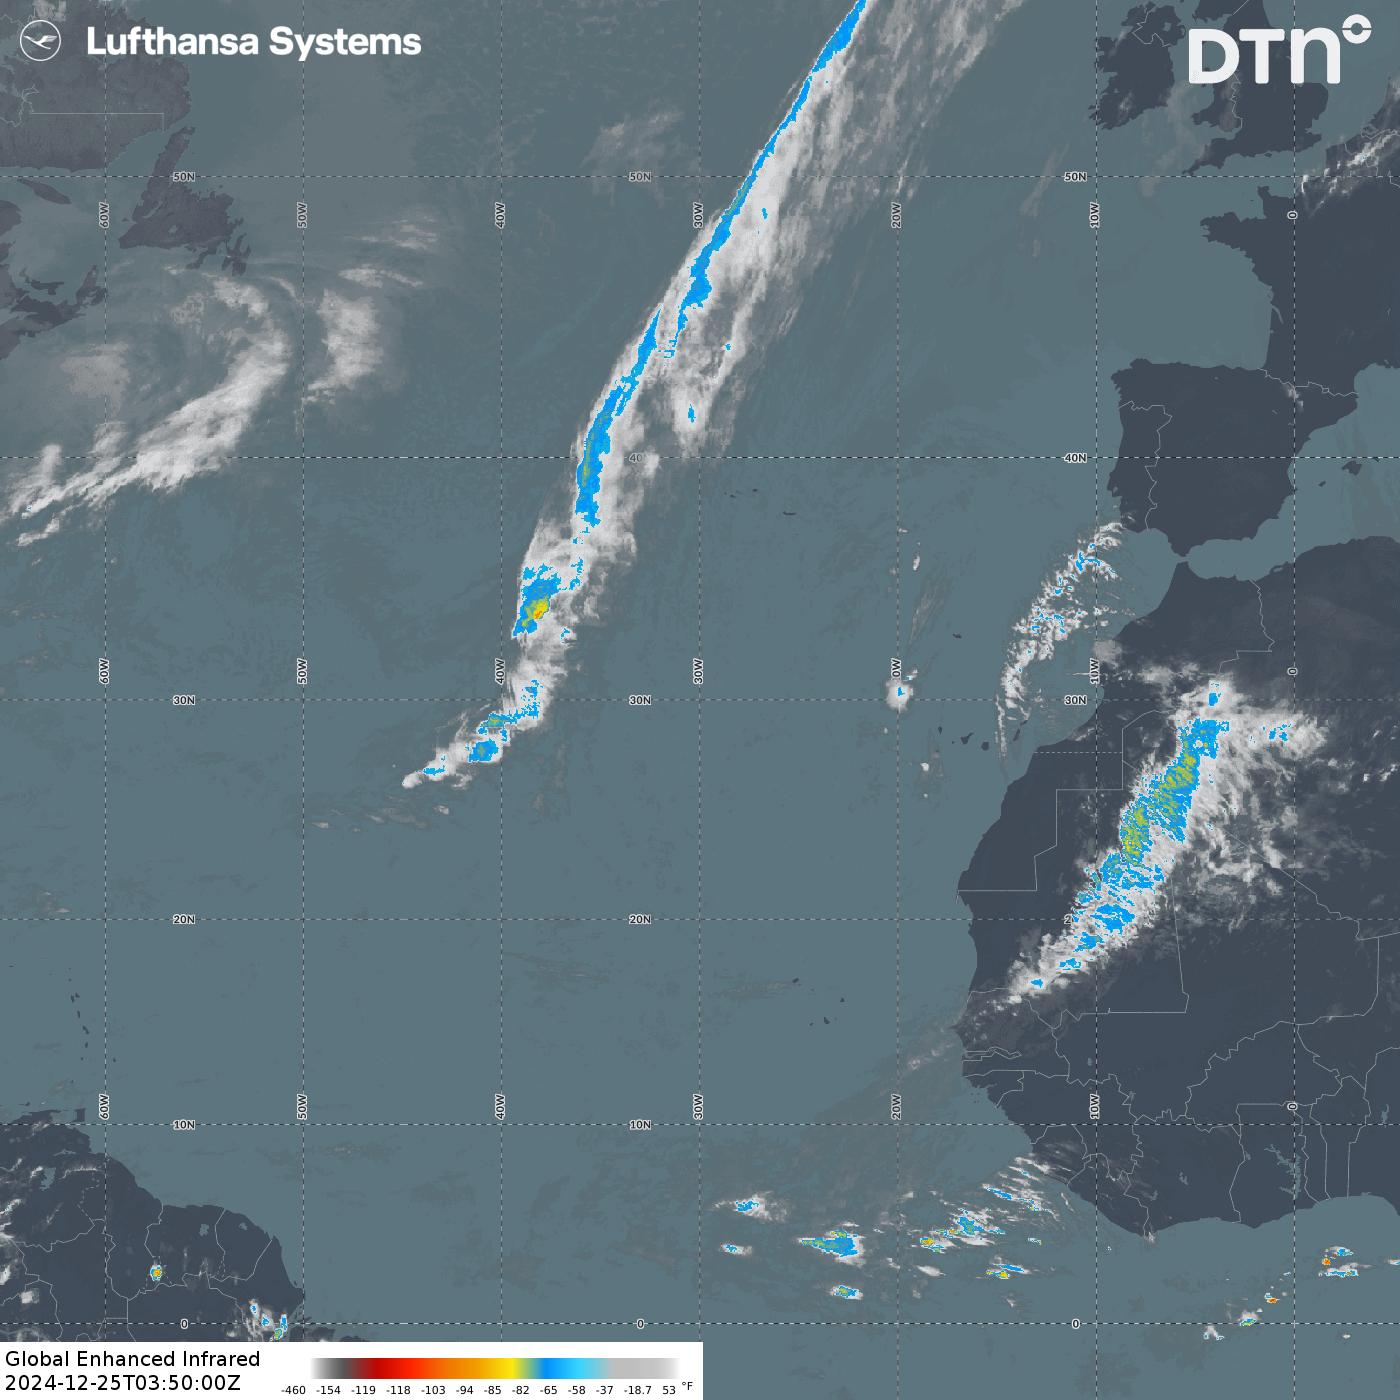 Lufthansa Systems
DTN
50N 50N 50N
60W 50W 40W 30W 20W 10W 0
40 40N
60W 50W 40W 30W 0W 10W 0
30N 30N 30N
20N 20N 2
60W 50W 40W 30W 20W 10W 0
10N 10N
0 0 0
Global Enhanced Infrared
2024-12-25T03:50:00Z
-460 -154 -119 -118 -103 -94 -85 -82 -65 -58 -37 -18.7 53 °F